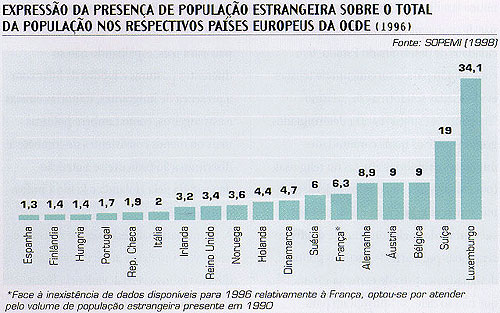 EXPRESSÃO DA PRESENÇA DE POPULAÇÃO ESTRANGEIRA SOBRE O TOTAL
DA POPULAÇÃO NOS RESPECTIVOS PAÍSES EUROPEUS DA OCDE (1996)
Fonte: SOPEMI (1998)
1,3
1,4
1,4
1,7
1,9
2
3,2
3,4
3,6
4,4
4,7
6
6,3
8,9
9
9
19
34,1
Espanha
Finlândia
Hungria
Portugal
Rep. Checa
Itália
Irlanda
Reino Unido
Noruega
Holanda
Dinamarca
Suécia
França*
Alemanha
Áustria
Bélgica
Suíça
Luxemburgo
*Face à inexistência de dados disponíveis para 1996 relativamente à França, optou-se por atender
pelo volume de população estrangeira presente em 1990